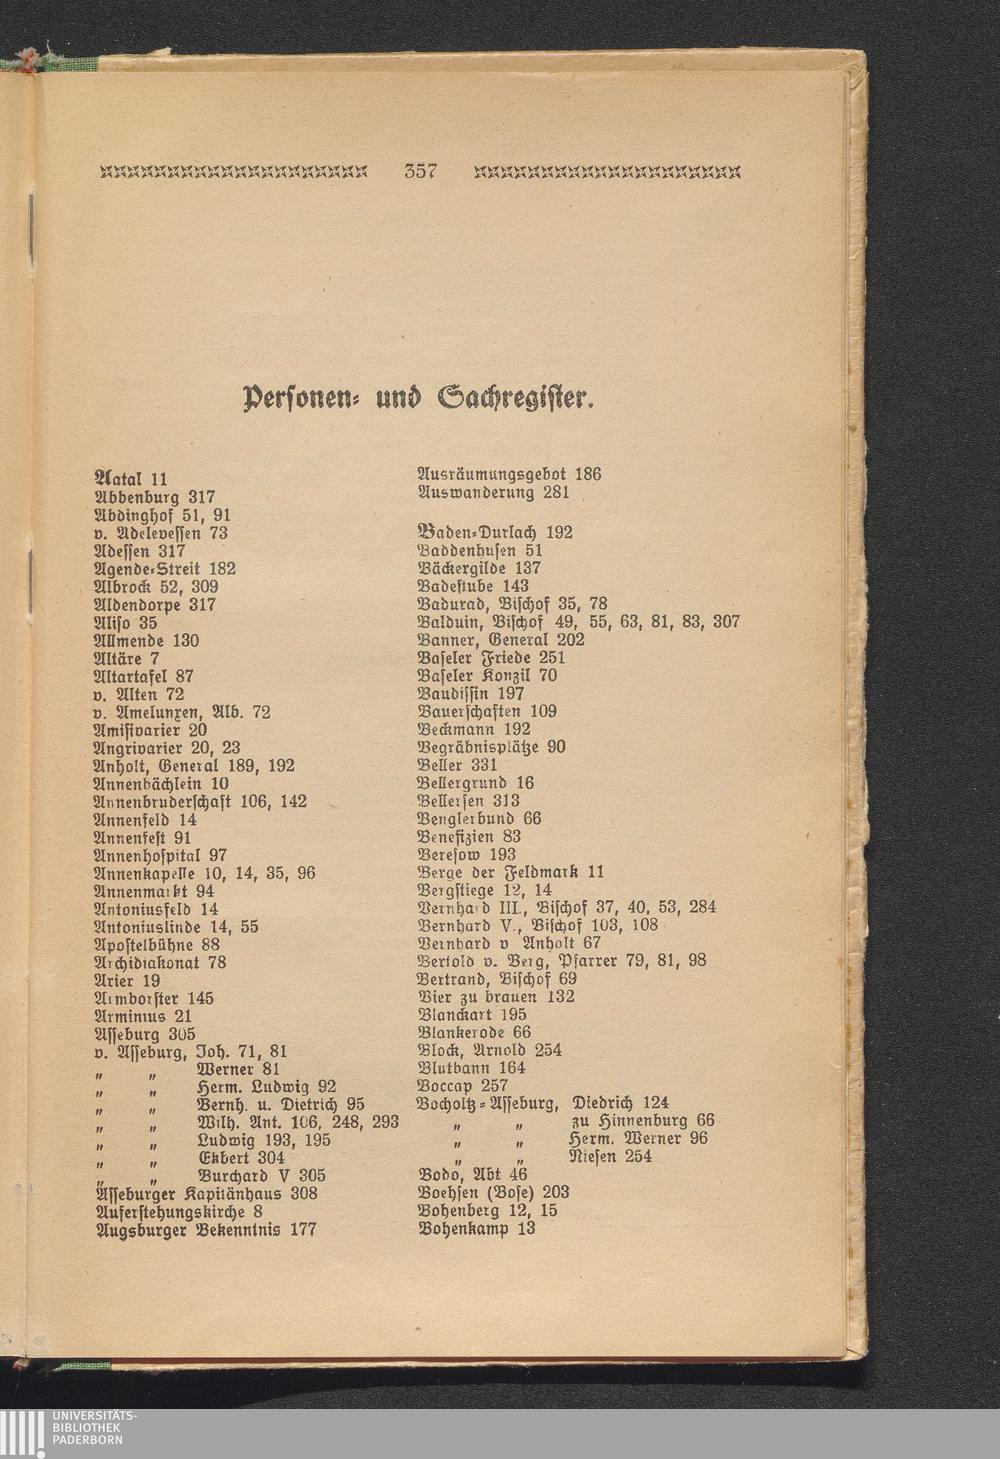 357
Personen- und Sachregister.
Aatal 11
Abbenburg 317
Abdinghof 51, 91
v. Adelevessen 73
Adessen 317
Agende-Streit 182
Albrock 52, 309
Aldendorpe 317
Aliso 35
Allmende 130
Altäre 7
Altartafel 87
v. Alten 72
v. Amelunxen, Alb. 72
Amisivarier 20
Angrivarier 20, 23
Anholt, General 189, 192
Annenbächlein 10
Annenbruderschaft 106, 142
Annenfeld 14
Annenfest 91
Annenhospital 97
Annenkapelle 10, 14, 35, 96
Annenmarkt 94
Antoniusfeld 14
Antoniuslinde 14, 55
Apostelbühne 88
Archidiakonat 78
Arier 19
Armborster 145
Arminius 21
Asseburg 305
v. Asseburg, Joh. 71, 81
„ „ Werner 81
„ „ Herm. Ludwig 92
„ „ Bernh. u. Dietrich 95
„ „ Wilh. Ant. 106, 248, 293
„ „ Ludwig 193, 195
„ „ Ekbert 304
„ „ Burchard V 305
Asseburger Kapitänhaus 308
Auferstehungskirche 8
Augsburger Bekenntnis 177
Ausräumungsgebot 186
Auswanderung 281
Baden-Durlach 192
Baddenhusen 51
Bäckergilde 137
Badestube 143
Badurad, Bischof 35, 78
Balduin, Bischof 49, 55, 63, 81, 83, 307
Banner, General 202
Baseler Friede 251
Baseler Konzil 70
Baudissin 197
Bauerschaften 109
Beckmann 192
Begräbnisplätze 90
Beller 331
Bellergrund 16
Bellersen 313
Benglerbund 66
Benefizien 83
Beresow 193
Berge der Feldmark 11
Bergstiege 12, 14
Bernhard III., Bischof 37, 40, 53, 284
Bernhard V., Bischof 103, 108
Bernhard v Anholt 67
Bertold v. Berg, Pfarrer 79, 81, 98
Bertrand, Bischof 69
Bier zu brauen 132
Blanckart 195
Blankerode 66
Block, Arnold 254
Blutbann 164
Boccap 257
Bocholtz-Asseburg, Diedrich 124
„ „ zu Hinnenburg 66
„ „ Herm. Werner 96
„ „ Niesen 254
Bodo, Abt 46
Boehsen (Bose) 203
Bohenberg 12, 15
Bohenkamp 13
UNIVERSITÄTS-
BIBLIOTHEK
PADERBORN